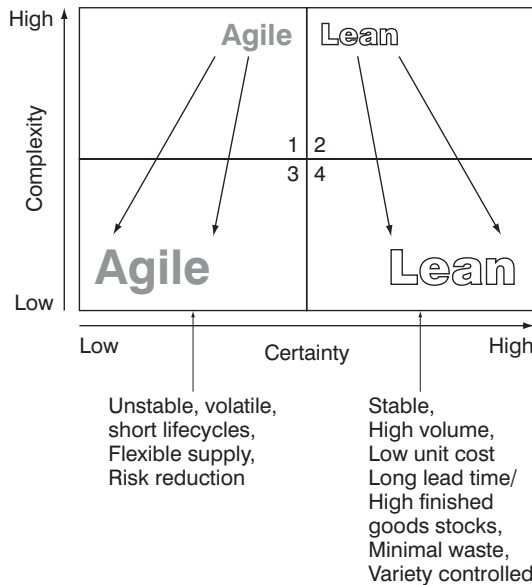 High
Agile
Lean
1
2
Complexity
3
4
Agile
Lean
Low
Low
Certainty
High
Unstable, volatile,
short lifecycles,
Flexible supply,
Risk reduction
Stable,
High volume,
Low unit cost
Long lead time/
High finished
goods stocks,
Minimal waste,
Variety controlled